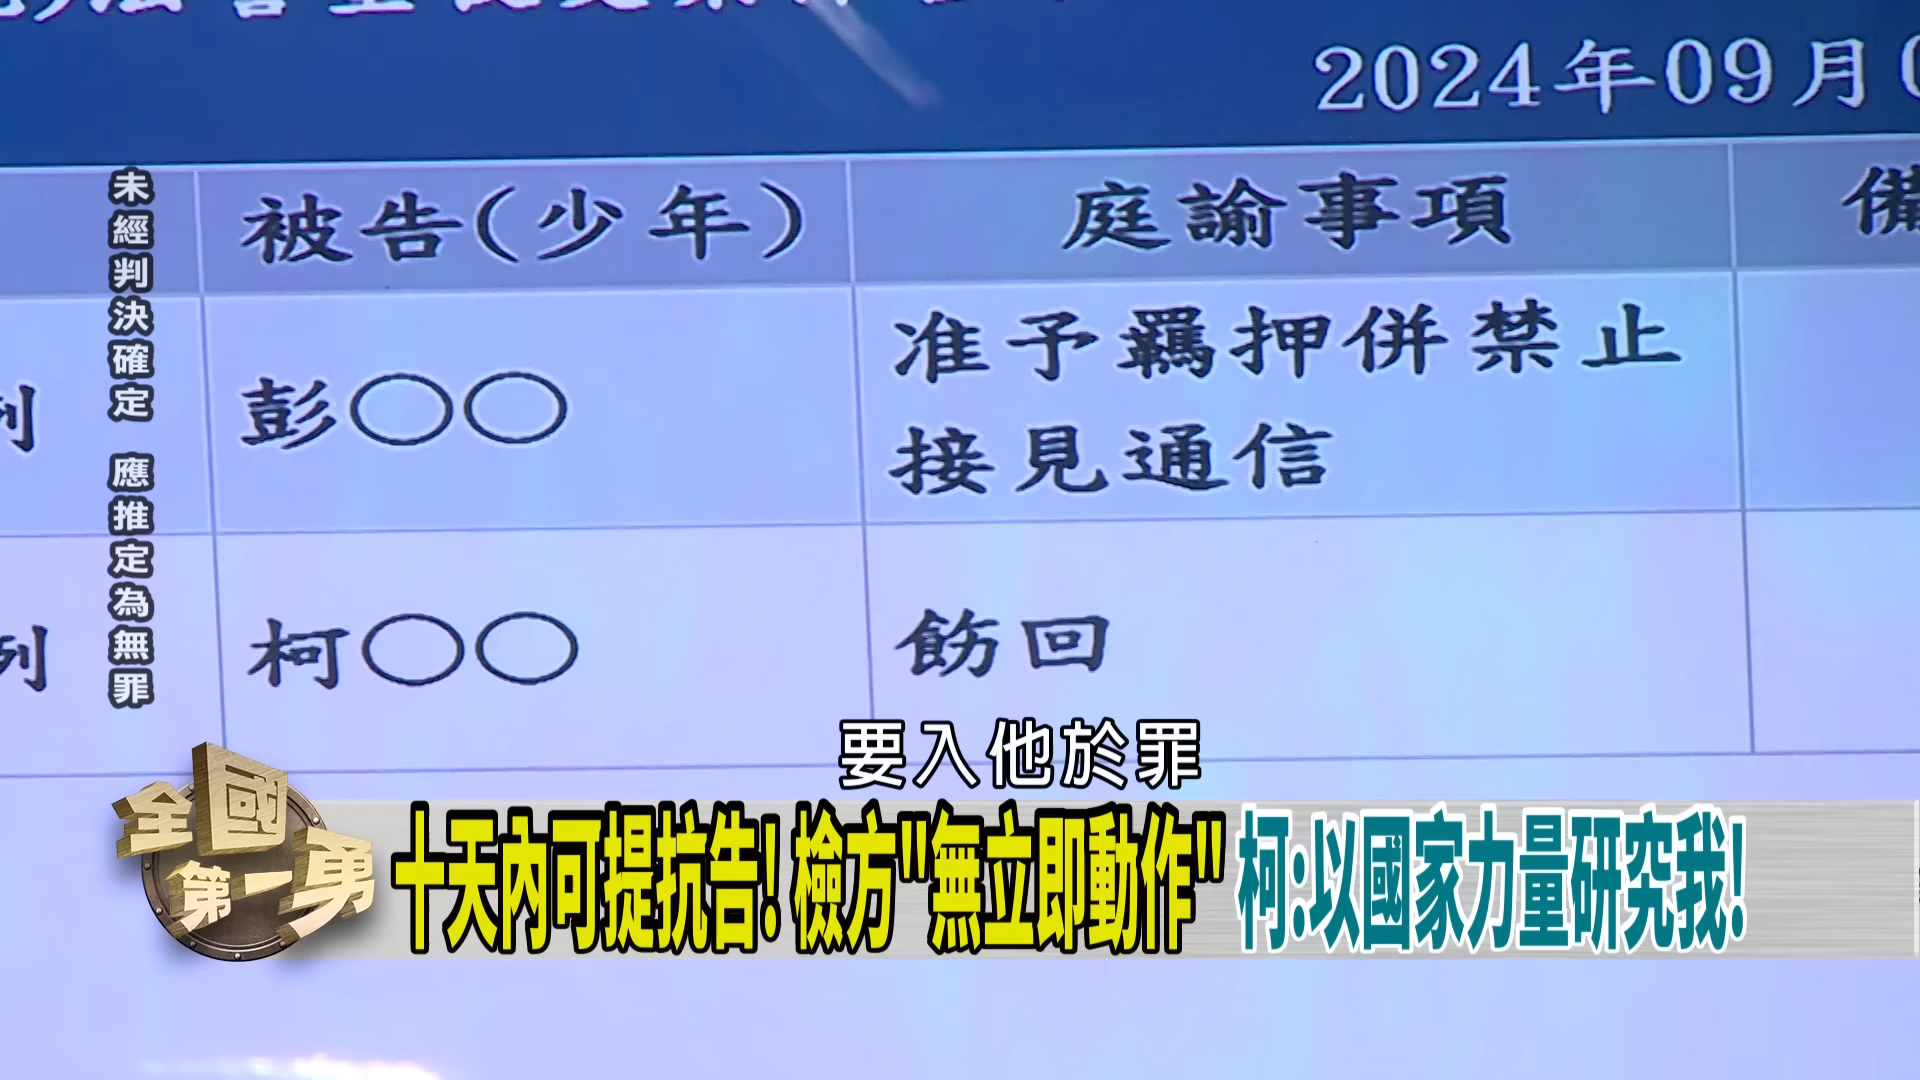 2024年09月0
被告(少年)
庭諭事項
備
例
彭○○
准予羈押併禁止
接見通信
例
柯○○
飭回
未經判決確定 應推定為無罪
要入他於罪
全國
第一勇
十天內可提抗告! 檢方"無立即動作" 柯:以國家力量研究我!